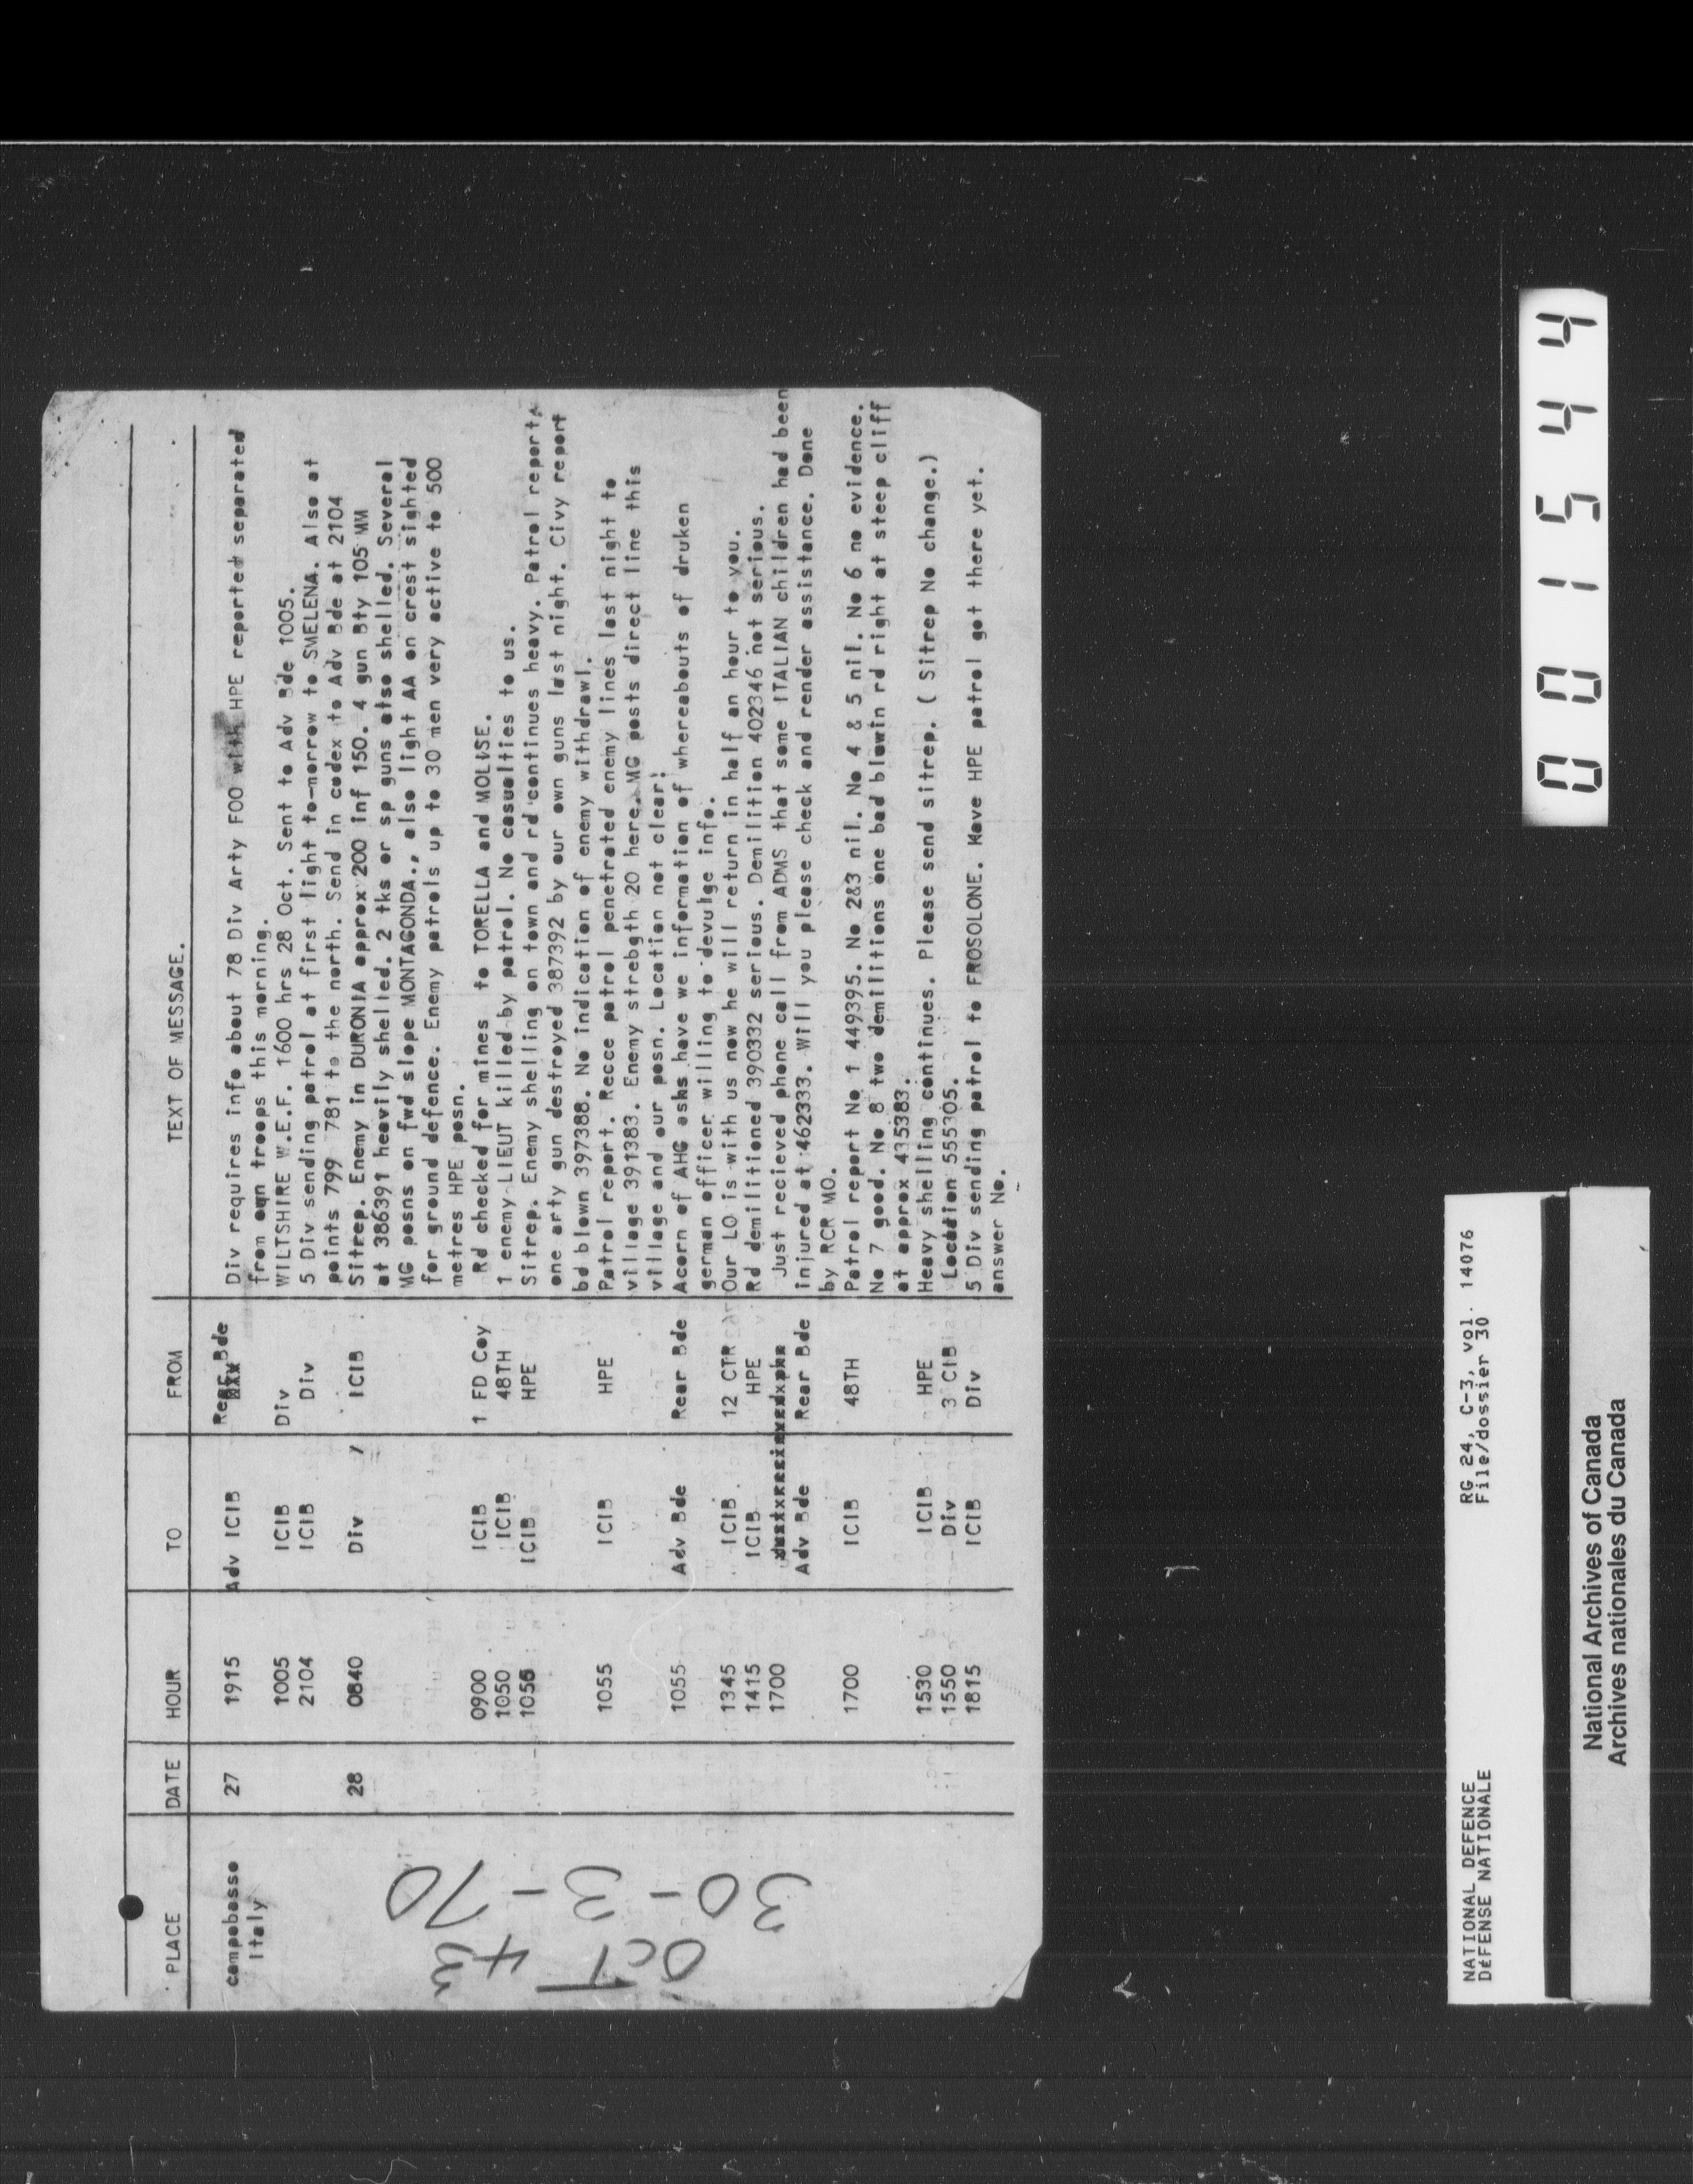 PLACE DATE HOUR TO FROM TEXT OF MESSAGE.
campobasso 27 1915 Adv ICIB Rear Bde Div requires info about 78 Div Arty FOO with HPE reported separated
Italy from own troops this morning.
1005 ICIB Div WILTSHIRE W.E.F. 1600 hrs 28 Oct. Sent to Adv Bde 1005.
2104 ICIB Div 5 Div sending patrol at first light to-morrow to SMELENA. Also at
points 799 781 to the north. Send in codex to Adv Bde at 2104
28 0840 Div ICIB Sitrep. Enemy in DURONIA approx 200 inf 150. 4 gun Bty 105 MM
at 386391 heavily shelled. 2 tks or sp guns also shelled. Several
MG posns on fwd slope MONTAGONDA., also light AA on crest sighted
for ground defence. Enemy patrols up to 30 men very active to 500
metres HPE posn.
0900 ICIB 1 FD Coy Rd checked for mines to TORELLA and MOLISE.
1050 ICIB 48TH 1 enemy LIEUT killed by patrol. No casualties to us.
1050 ICIB HPE Sitrep. Enemy shelling on town and rd continues heavy. Patrol reports
one arty gun destroyed 387392 by our own guns last night. Civy report
bd blown 397388. No indication of enemy withdrawl.
1055 ICIB HPE Patrol report. Recce patrol penetrated enemy lines last night to
village 391383. Enemy strebgth 20 here. MG posts direct line this
village and our posn. Location not clear.
1055 Adv Bde Rear Bde Acorn of AHG asks have we information of whereabouts of druken
german officer willing to devulge info.
1345 ICIB 12 CTR Our LO is with us now he will return in half an hour to you.
1415 ICIB HPE Rd demilitioned 390332 serious. Demilition 402346 not serious.
1700 Just recieved phone call from ADMS that some ITALIAN children had been
Adv Bde Rear Bde injured at 462333. Will you please check and render assistance. Done
by RCR MO.
1700 ICIB 48TH Patrol report No 1 449395. No 2&3 nil. No 4 & 5 nil. No 6 no evidence.
No 7 good. No 8 two demilitions one bad blowin rd right at steep cliff
at approx 435383.
1530 ICIB HPE Heavy shelling continues. Please send sitrep. ( Sitrep No change.)
1550 Div 3 CIB Location 555305.
1815 ICIB Div 5 Div sending patrol to FROSOLONE. Have HPE patrol got there yet.
answer No.
OCT 43
30-3-70
NATIONAL DEFENCE RG 24, C-3, vol. 14076
DÉFENSE NATIONALE File/dossier 30
National Archives of Canada
Archives nationales du Canada
001544